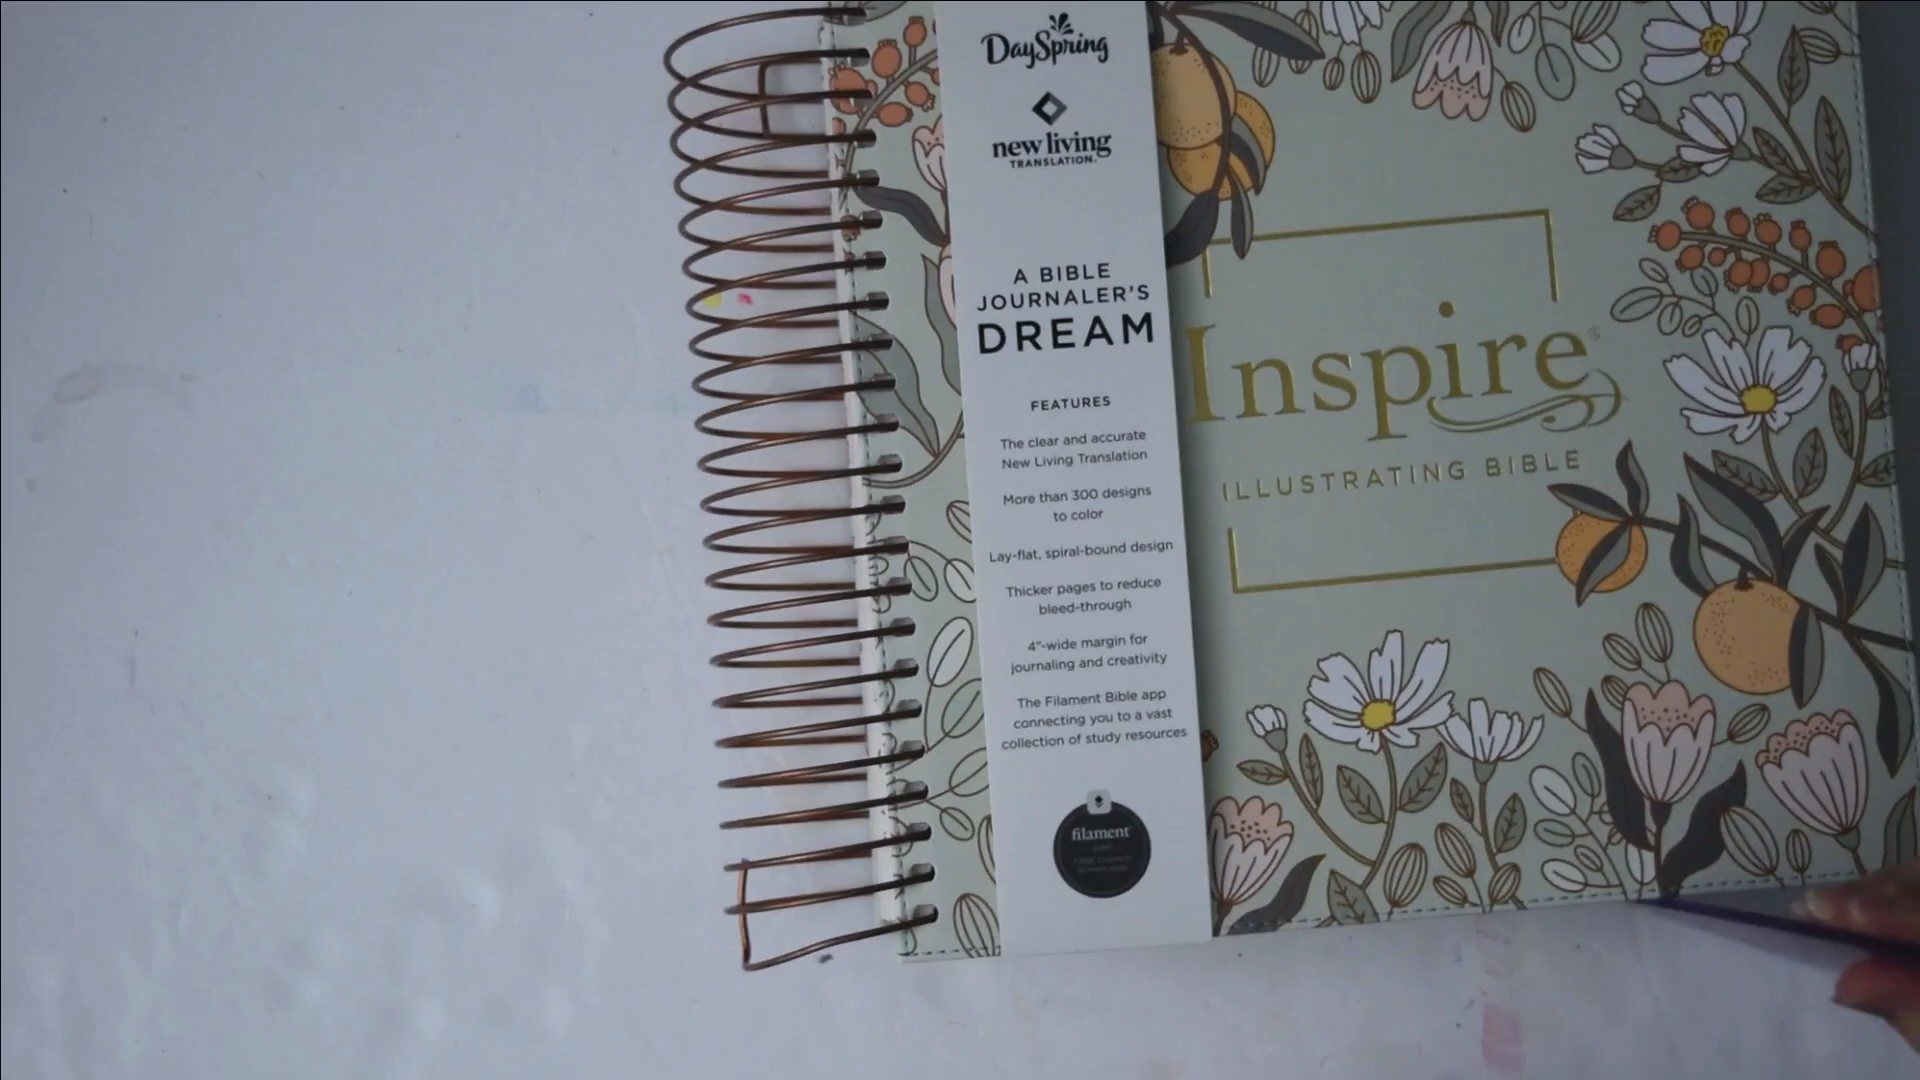 DaySpring
new living
TRANSLATION.
A BIBLE
JOURNALER'S
DREAM
FEATURES
The clear and accurate
New Living Translation
More than 300 designs
to color
Lay-flat, spiral-bound design
Thicker pages to reduce
bleed-through
4"-wide margin for
journaling and creativity
The Filament Bible app
connecting you to a vast
collection of study resources
filament
Inspire®
ILLUSTRATING BIBLE